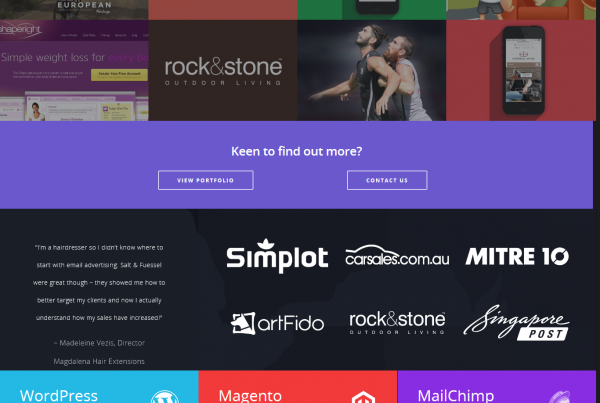 EUROPEAN
shaperight
Simple weight loss for every
rock&stone
OUTDOOR LIVING
Keen to find out more?
VIEW PORTFOLIO
CONTACT US
"I'm a hairdresser so I didn't know where to
start with email advertising. Salt & Fuessel
were great though – they showed me how to
better target my clients and now I actually
understand how my sales have increased!"
– Madeleine Vezis, Director
Magdalena Hair Extensions
Simplot
carsales.com.au
MITRE 10
artFido
rock&stone
OUTDOOR LIVING
Singapore
POST
WordPress
Magento
MailChimp